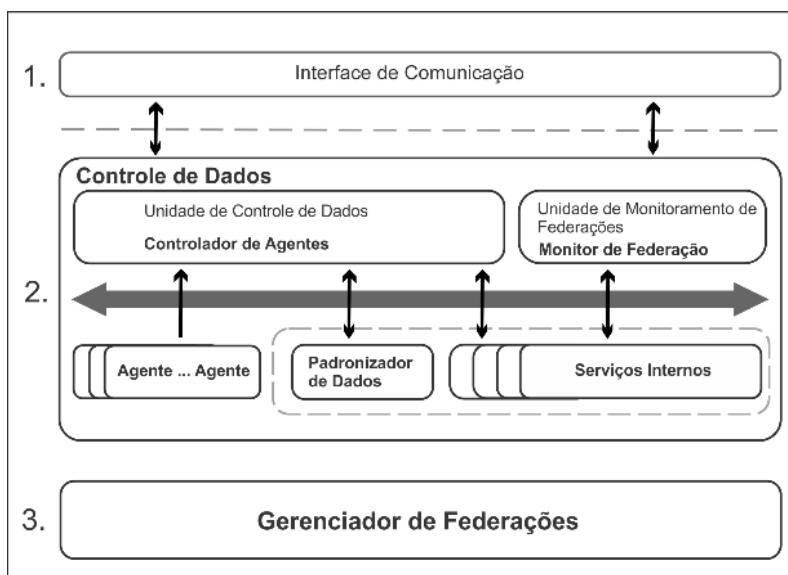 1.
Interface de Comunicação
Controle de Dados
Unidade de Controle de Dados
Controlador de Agentes
Unidade de Monitoramento de
Federações
Monitor de Federação
2.
Agente ... Agente
Padronizador
de Dados
Serviços Internos
3.
Gerenciador de Federações